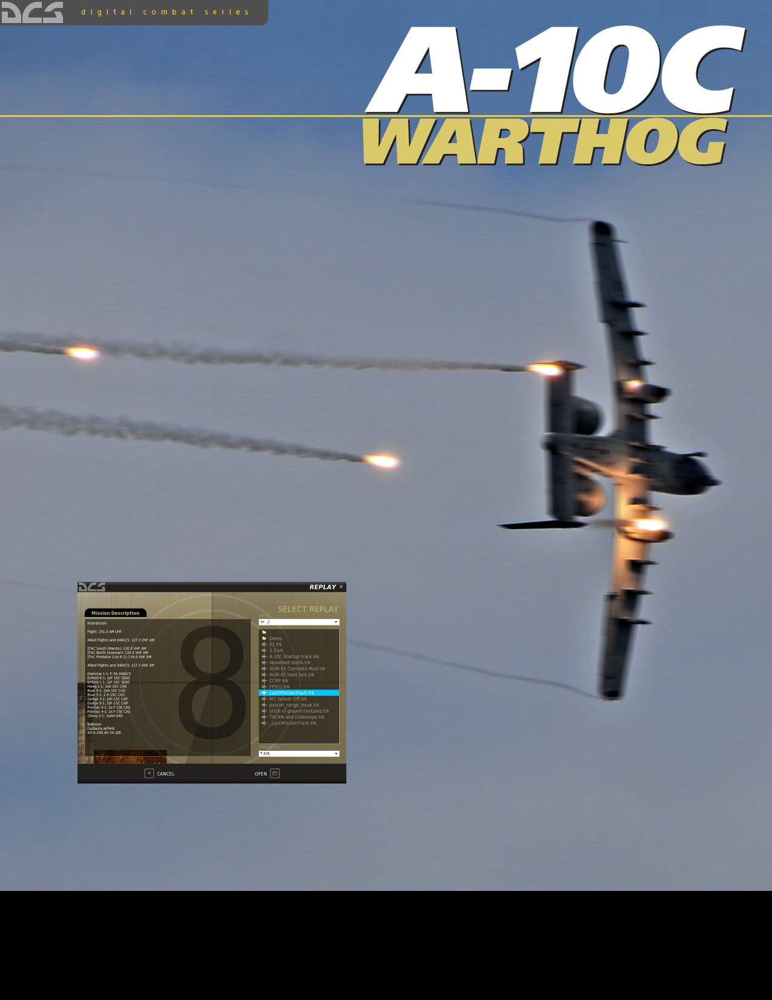 DCS
digital combat series
A-10C
WARTHOG
DCS
REPLAY
SELECT REPLAY
Mission Description
./
Interdiction
Flight: 251.0 AM UHF
Allied Flights and AWACS: 127.5 VHF AM
JTAC South (Mantis): 130.0 VHF AM
JTAC North (Axeman): 134.0 VHF AM
JTAC Predator (Uzi 6-1): 136.0 VHF AM
Allied Flights and AWACS: 127.5 VHF AM
Darkstar 1-1: E-3A AWACS
Enfield 8-1: 2xF-16C SEAD
Enfield 1-1: 2xF-16C SEAD
Hawg 1-1: 2xA-10C CAS
Boar 6-1: 2xA-10C CAS
Boar 5-1: 2 A-10C CAS
Dodge 3-1: 2xF-15C CAP
Dodge 9-1: 2xF-15C CAP
Pontiac 9-1: 2x F-15E CAS
Pontiac 4-1: 2x F-15E CAS
Chevy 2-1: 2xAH-64D
Bullseye:
Gudauta airfield
43-6-24N 40-34-20E
8
..
Demo
01.trk
3.3.trk
A-10C Startup track.trk
Absorbed shells.trk
AGM-65 Correlate Mod.trk
AGM-65 hard lock.trk
CCRP.trk
FPS12.trk
LastMissionTrack.trk
M1 Sensor Off.trk
patriot_range_issue.trk
Stich of ground textures.trk
TACAN and Glideslope.trk
_LastMissionTrack.trk
TYPE OF FILE:
*.trk
CANCEL
OPEN